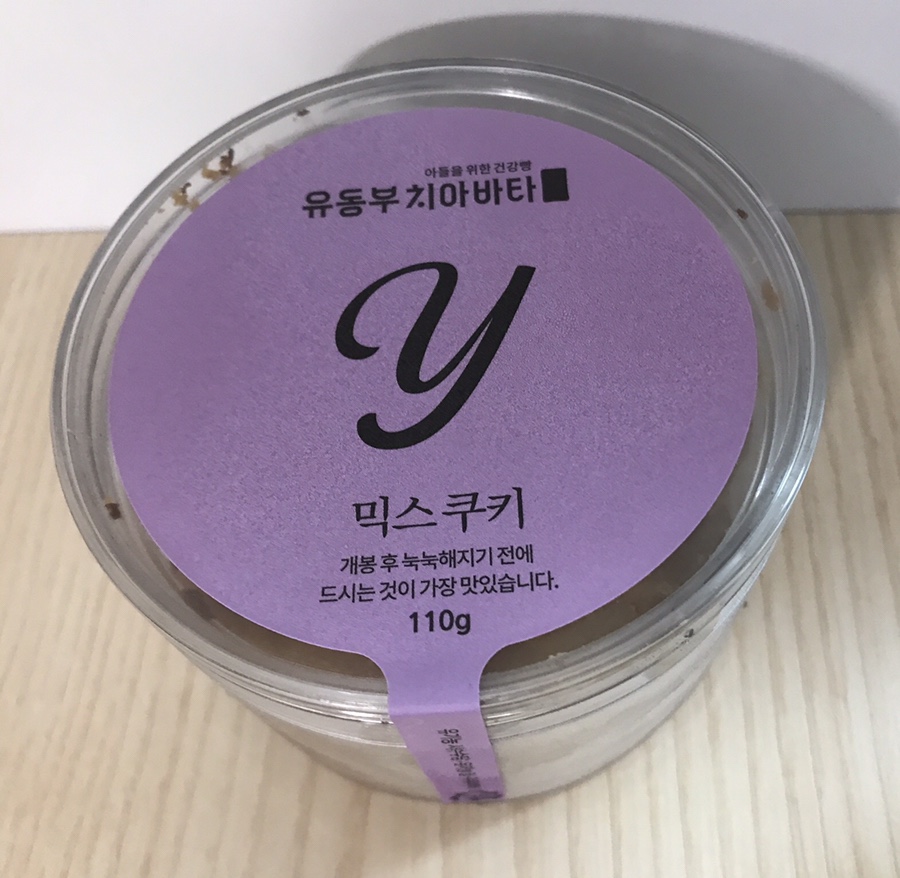 아들을 위한 건강빵
유동부 치아바타
y
믹스쿠키
개봉 후 눅눅해지기 전에
드시는 것이 가장 맛있습니다.
110g